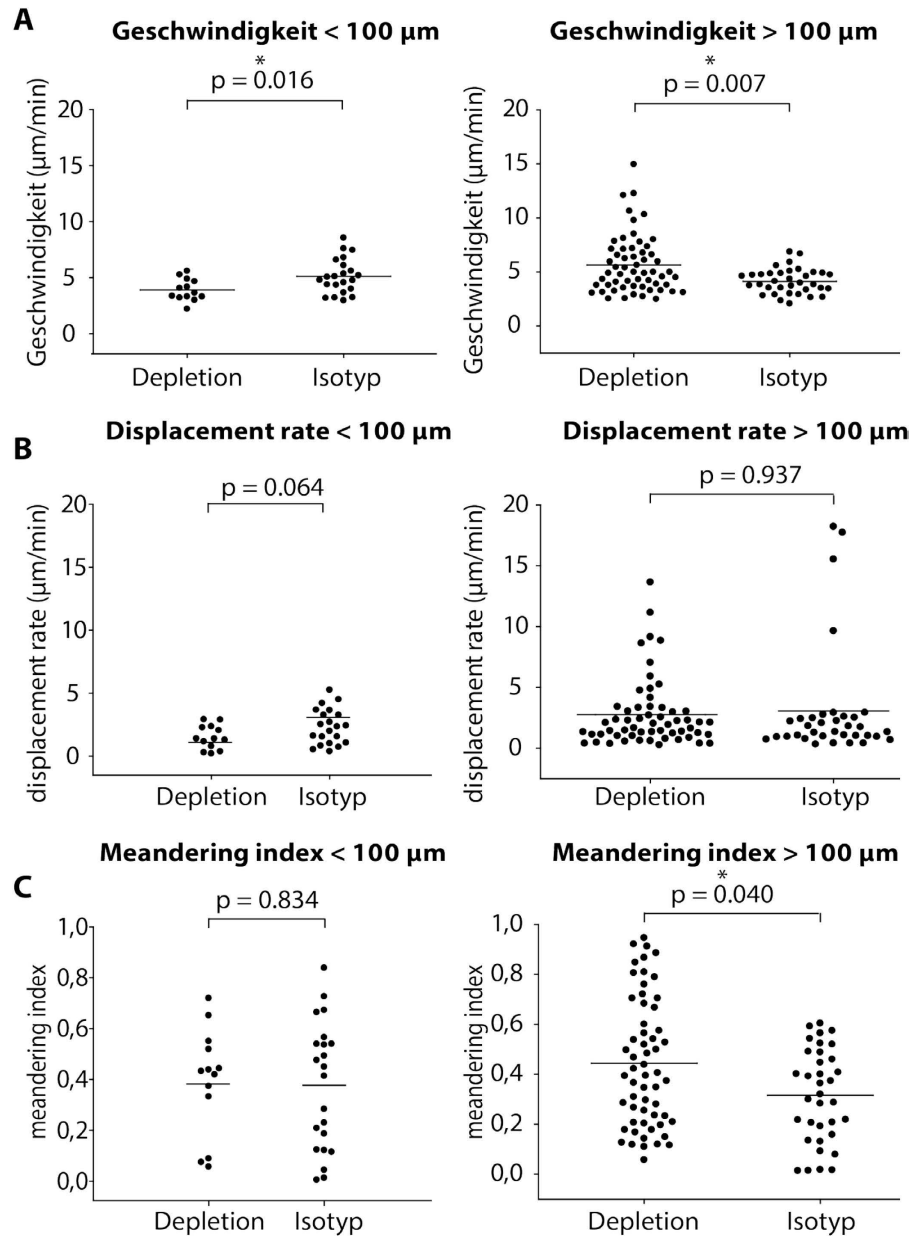 A
Geschwindigkeit < 100 µm
*
p = 0.016
Geschwindigkeit (µm/min)
20
15
10
5
0
Depletion Isotyp
Geschwindigkeit > 100 µm
*
p = 0.007
Geschwindigkeit (µm/min)
20
15
10
5
0
Depletion Isotyp
B
Displacement rate < 100 µm
p = 0.064
displacement rate (µm/min)
20
15
10
5
0
Depletion Isotyp
Displacement rate > 100 µm
p = 0.937
displacement rate (µm/min)
20
15
10
5
0
Depletion Isotyp
C
Meandering index < 100 µm
p = 0.834
meandering index
1,0
0,8
0,6
0,4
0,2
0,0
Depletion Isotyp
Meandering index > 100 µm
*
p = 0.040
meandering index
1,0
0,8
0,6
0,4
0,2
0,0
Depletion Isotyp